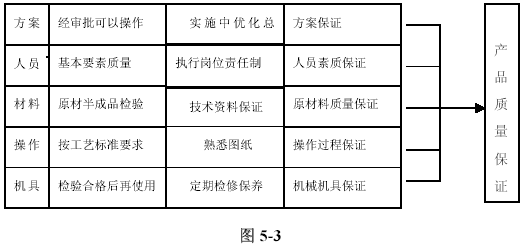 方案 经审批可以操作 实施中优化总 方案保证
人员 基本要素质量 执行岗位责任制 人员素质保证
材料 原材半成品检验 技术资料保证 原材料质量保证
操作 按工艺标准要求 熟悉图纸 操作过程保证
机具 检验合格后再使用 定期检修保养 机械机具保证
产品质量保证
图 5-3